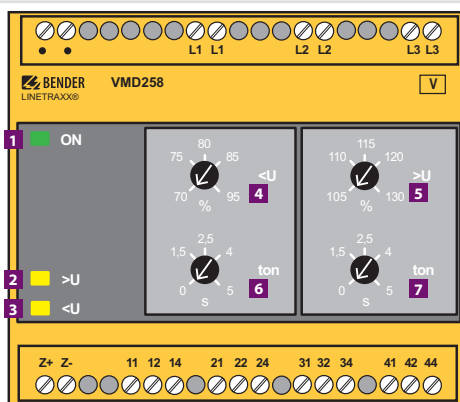 • •
L1 L1 L2 L2 L3 L3
BENDER VMD258 V
LINETRAXX®
1 ON
80
75 85
<U
70 95
%
4
115
110 120
>U
105 130
%
5
2 >U
3 <U
2,5
1,5 4
ton
0 5
s
6
2,5
1,5 4
ton
0 5
s
7
Z+ Z- 11 12 14 21 22 24 31 32 34 41 42 44